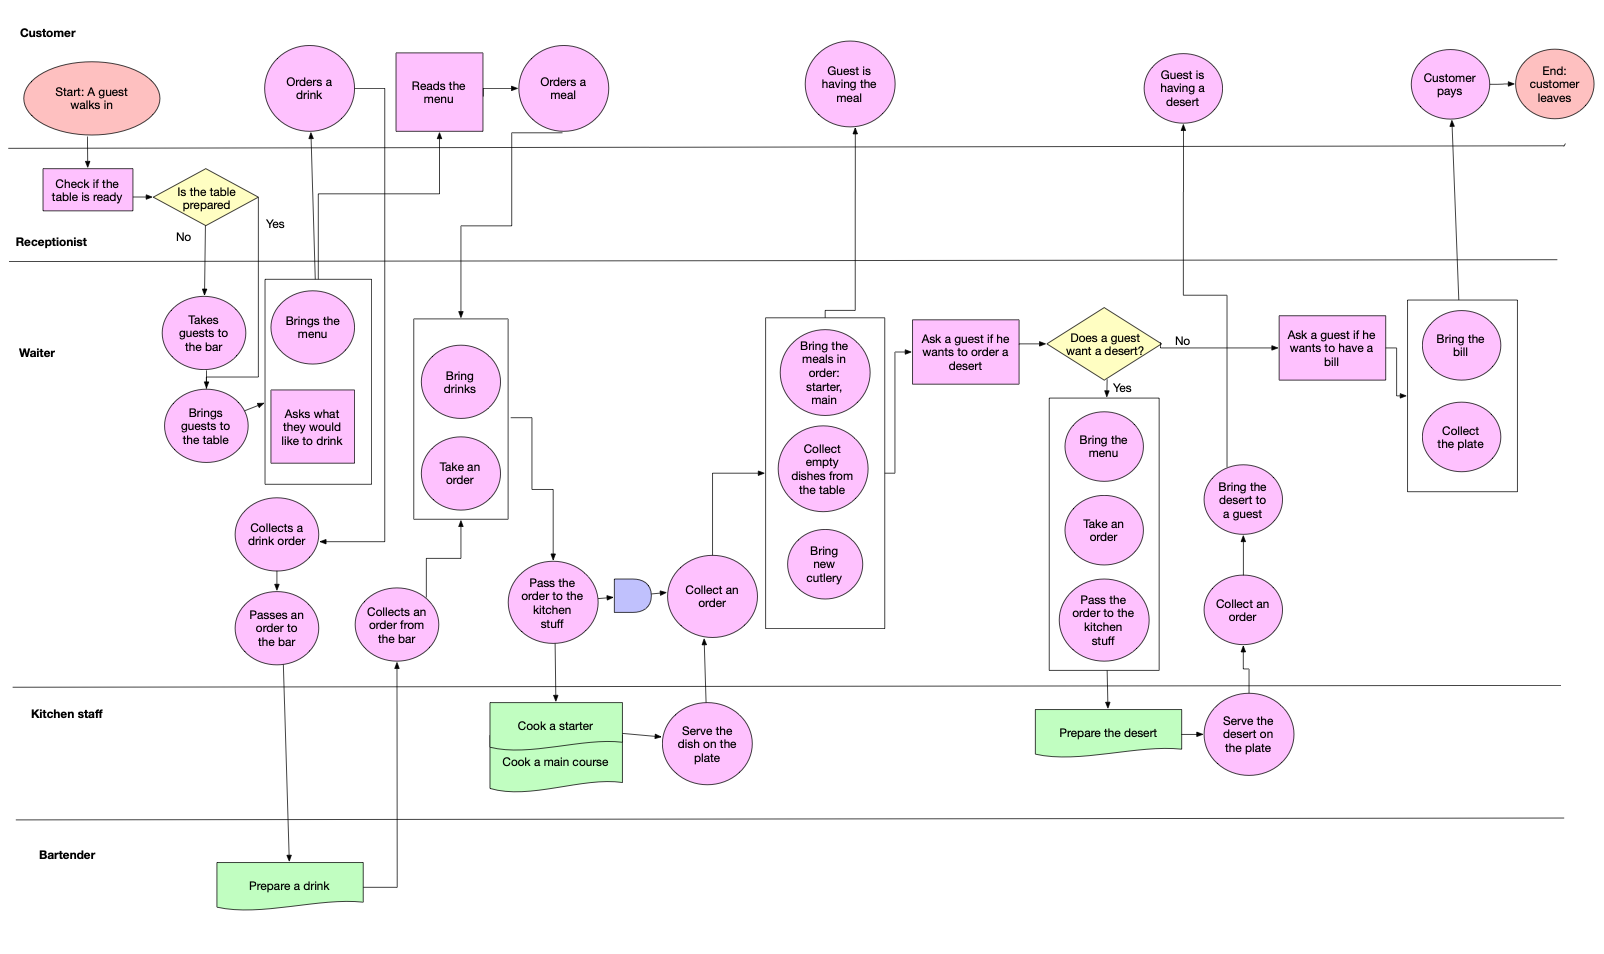 Customer
Start: A guest
walks in
Orders a
drink
Reads the
menu
Orders a
meal
Guest is
having the
meal
Guest is
having a
desert
Customer
pays
End:
customer
leaves
Check if the
table is ready
Is the table
prepared
No
Yes
Receptionist
Waiter
Takes
guests to
the bar
Brings
guests to
the table
Brings the
menu
Asks what
they would
like to drink
Collects a
drink order
Passes an
order to
the bar
Collects an
order from
the bar
Bring
drinks
Take an
order
Pass the
order to the
kitchen
stuff
Collect an
order
Bring the
meals in
order:
starter,
main
Collect
empty
dishes from
the table
Bring
new
cutlery
Ask a guest if he
wants to order a
desert
Does a guest
want a desert?
No
Yes
Bring the
menu
Take an
order
Pass the
order to the
kitchen
stuff
Bring the
desert to
a guest
Collect an
order
Ask a guest if he
wants to have a
bill
Bring the
bill
Collect
the plate
Kitchen staff
Cook a starter
Cook a main course
Serve the
dish on the
plate
Prepare the desert
Serve the
desert on
the plate
Bartender
Prepare a drink